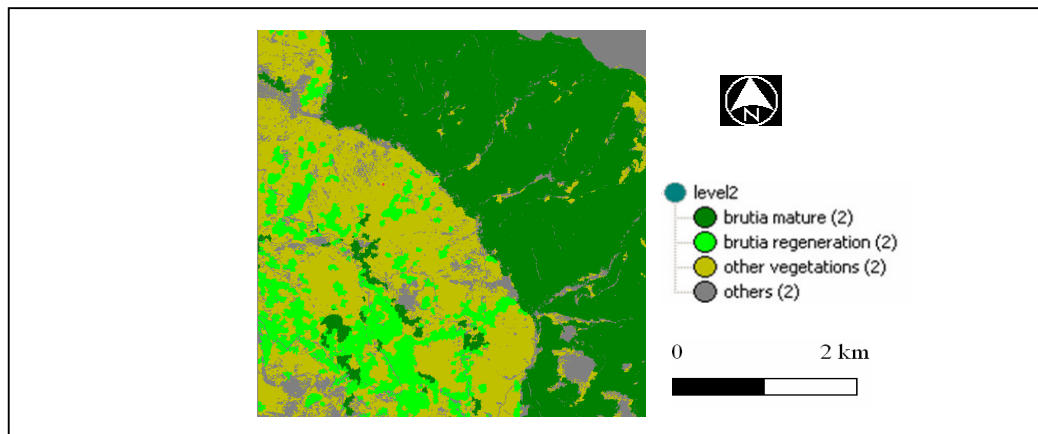 N
level2
brutia mature (2)
brutia regeneration (2)
other vegetations (2)
others (2)
0 2 km